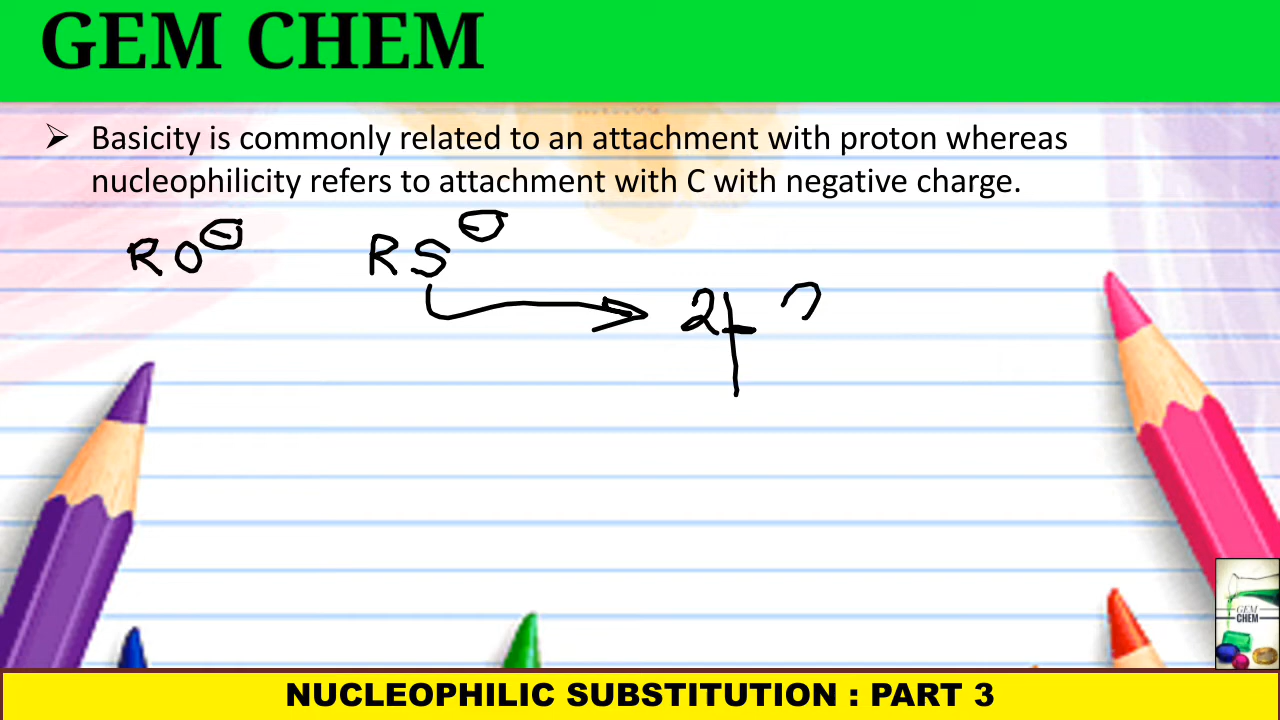 GEM CHEM
➢ Basicity is commonly related to an attachment with proton whereas
nucleophilicity refers to attachment with C with negative charge.
RO⊖ RS⊖
GEM
CHEM
NUCLEOPHILIC SUBSTITUTION : PART 3